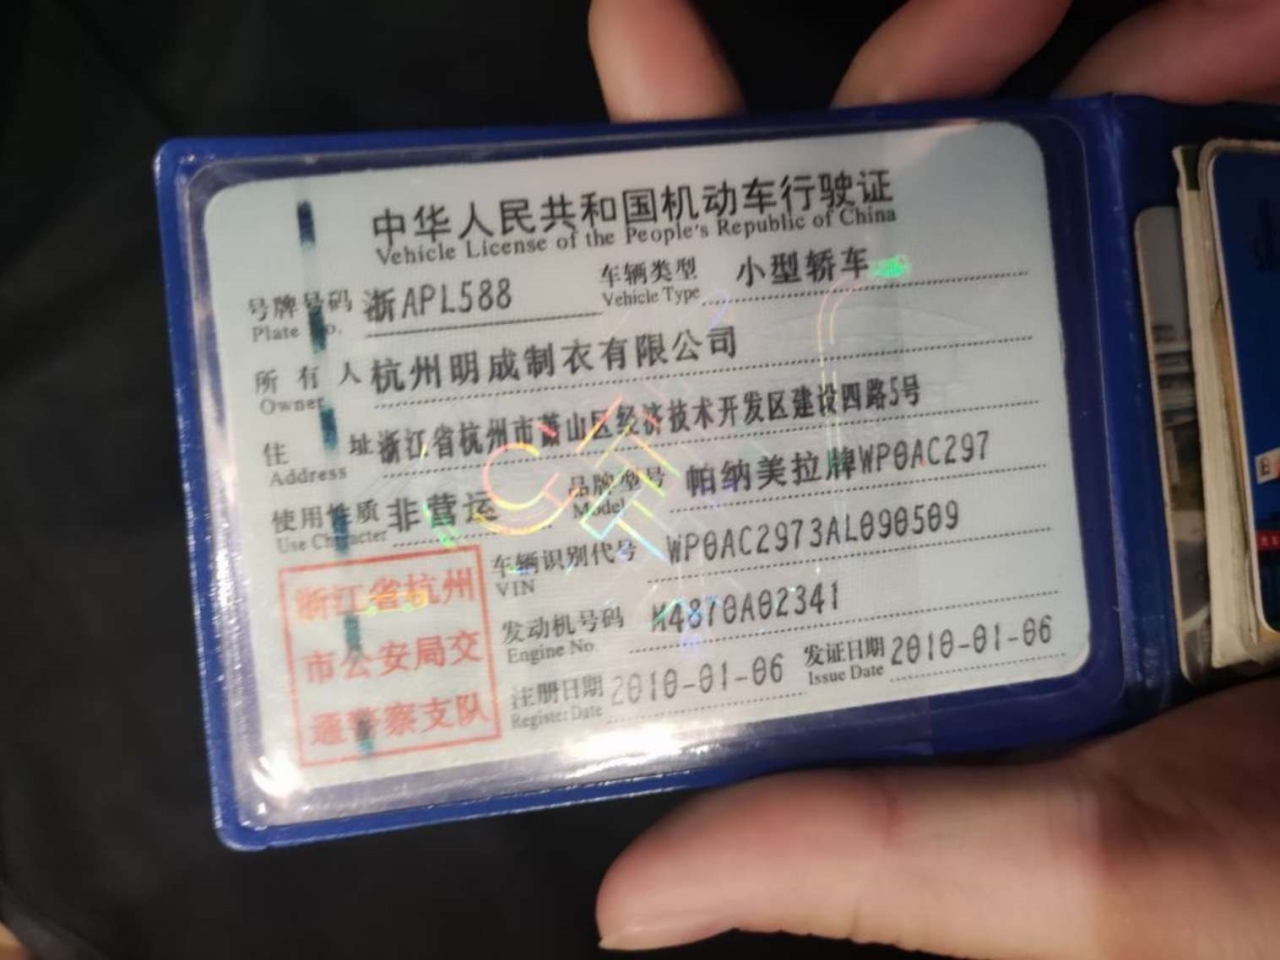 中华人民共和国机动车行驶证
Vehicle License of the People's Republic of China
号牌号码 浙APL588 车辆类型 小型轿车
Plate No. Vehicle Type
所有人 杭州明成制衣有限公司
Owner
住址 浙江省杭州市萧山区经济技术开发区建设四路5号
Address
使用性质 非营运 品牌型号 帕纳美拉牌WP0AC297
Use Character Model
车辆识别代号 WP0AC2973AL090509
VIN
发动机号码 M4870A02341
Engine No.
注册日期 2010-01-06 发证日期 2010-01-06
Register Date Issue Date
浙江省杭州
市公安局交
通警察支队